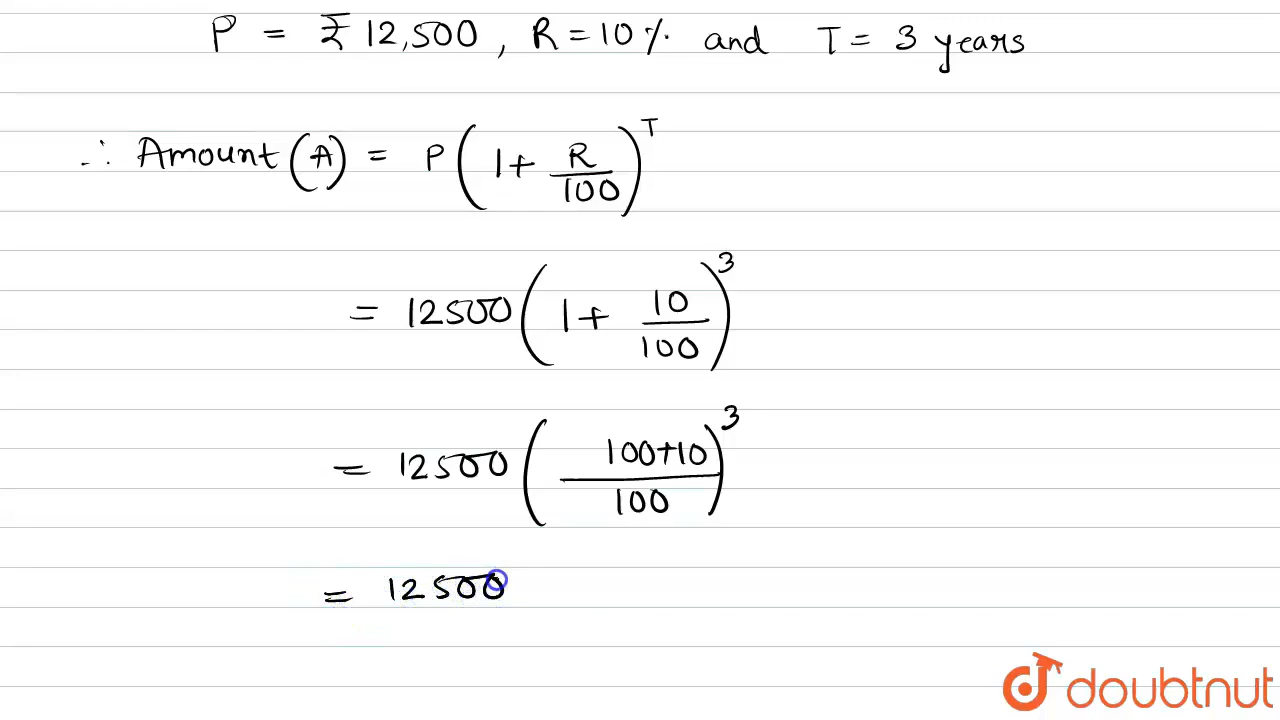 P = ₹ 12,500, R = 10% and T = 3 years
∴ Amount (A) = P(1 + R/100)^T
= 12500(1 + 10/100)^3
= 12500(100+10/100)^3
= 12500
doubtnut